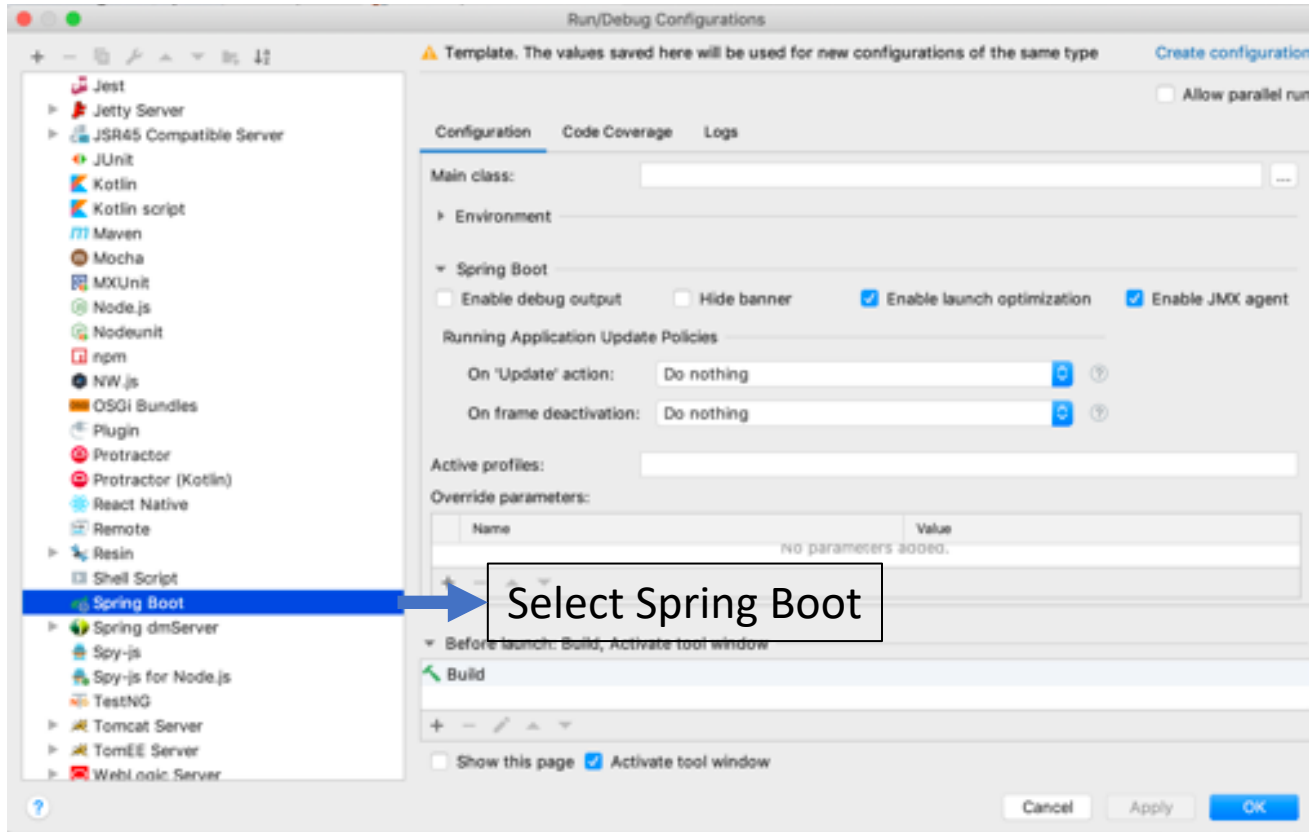 Run/Debug Configurations
Template. The values saved here will be used for new configurations of the same type
Create configuration
Allow parallel run
Jest
Jetty Server
JSR45 Compatible Server
JUnit
Kotlin
Kotlin script
Maven
Mocha
MXUnit
Node.js
Nodeunit
npm
NW.js
OSGi Bundles
Plugin
Protractor
Protractor (Kotlin)
React Native
Remote
Resin
Shell Script
Spring Boot
Spring dmServer
Spy-js
Spy-js for Node.js
TestNG
Tomcat Server
TomEE Server
WebLogic Server
Configuration Code Coverage Logs
Main class:
...
Environment
Spring Boot
Enable debug output Hide banner Enable launch optimization Enable JMX agent
Running Application Update Policies
On 'Update' action: Do nothing ?
On frame deactivation: Do nothing ?
Active profiles:
Override parameters:
Name Value
No parameters added.
Select Spring Boot
Before launch: Build, Activate tool window
Build
Show this page Activate tool window
? Cancel Apply OK